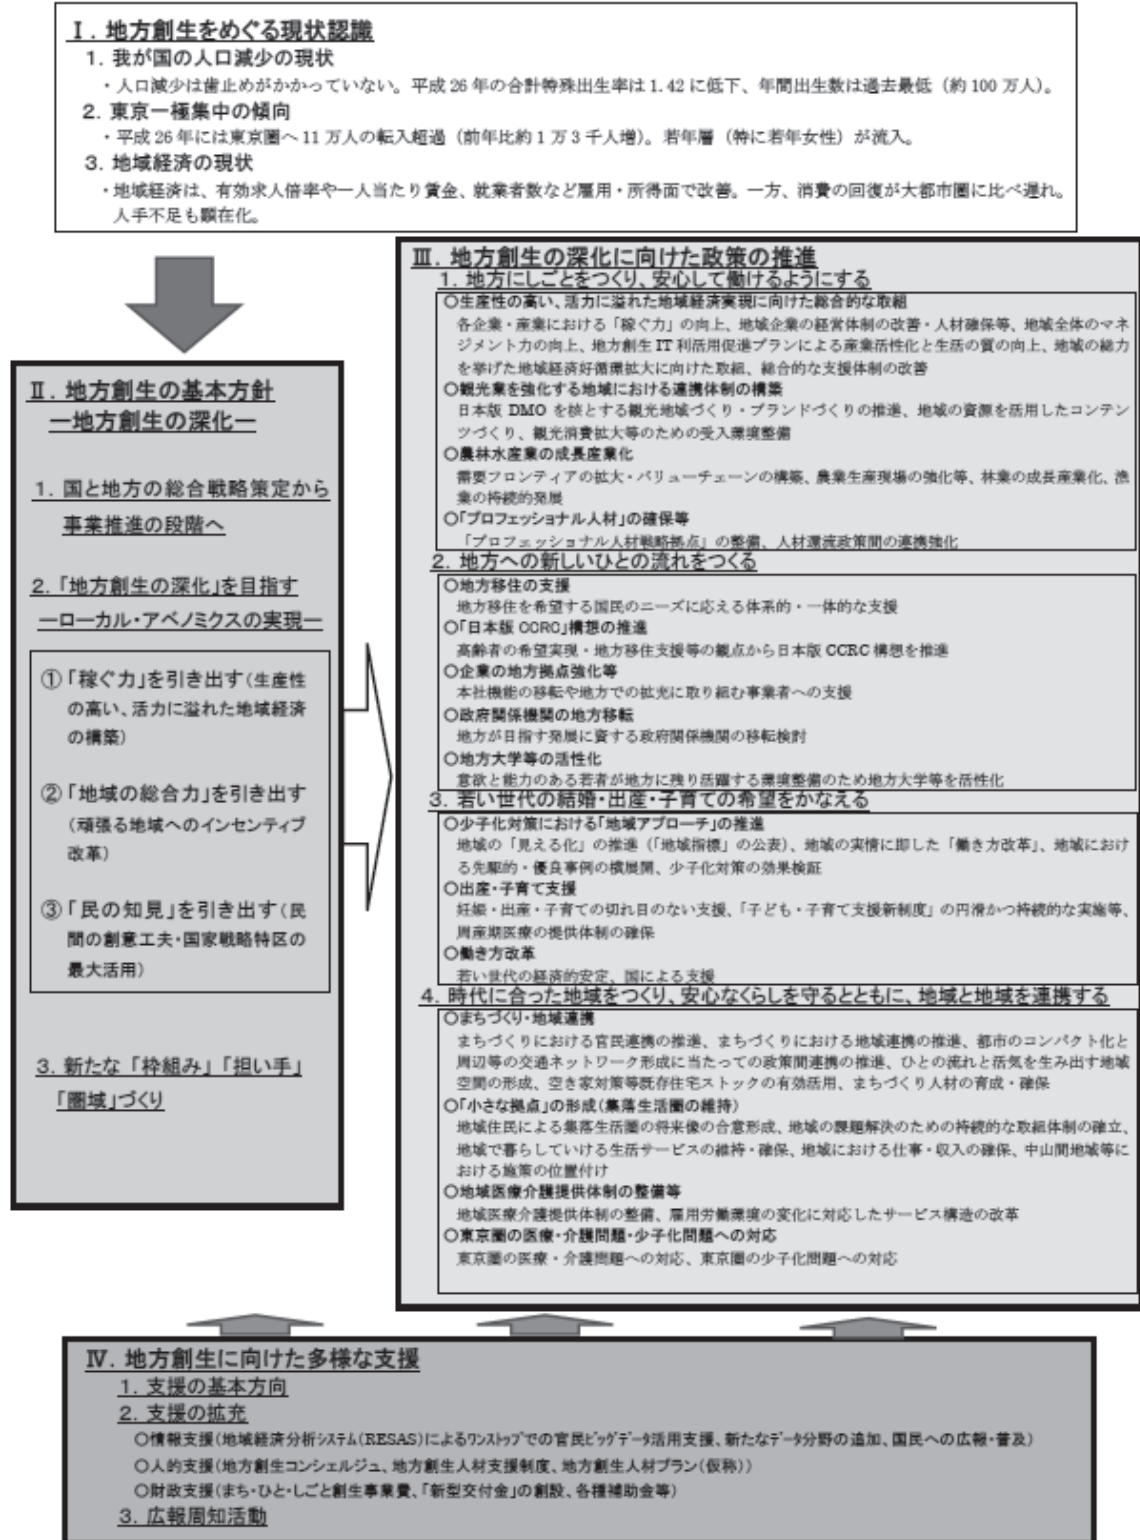 Ⅰ．地方創生をめぐる現状認識
1．我が国の人口減少の現状
・人口減少は歯止めがかかっていない。平成 26 年の合計特殊出生率は 1.42 に低下、年間出生数は過去最低（約 100 万人）。
2．東京一極集中の傾向
・平成 26 年には東京圏へ 11 万人の転入超過（前年比約 1 万 3 千人増）。若年層（特に若年女性）が流入。
3．地域経済の現状
・地域経済は、有効求人倍率や一人当たり賃金、就業者数など雇用・所得面で改善。一方、消費の回復が大都市圏に比べ遅れ。
人手不足も顕在化。
Ⅱ．地方創生の基本方針
―地方創生の深化―
1．国と地方の総合戦略策定から
事業推進の段階へ
2．「地方創生の深化」を目指す
―ローカル・アベノミクスの実現―
①「稼ぐ力」を引き出す（生産性
の高い、活力に溢れた地域経済
の構築）
②「地域の総合力」を引き出す
（頑張る地域へのインセンティブ
改革）
③「民の知見」を引き出す（民
間の創意工夫・国家戦略特区の
最大活用）
3．新たな「枠組み」「担い手」
「圏域」づくり
Ⅲ．地方創生の深化に向けた政策の推進
1．地方にしごとをつくり、安心して働けるようにする
○生産性の高い、活力に溢れた地域経済実現に向けた総合的な取組
各企業・産業における「稼ぐ力」の向上、地域企業の経営体制の改善・人材確保等、地域全体のマネ
ジメント力の向上、地方創生 IT 利活用促進プランによる産業活性化と生活の質の向上、地域の総力
を挙げた地域経済好循環拡大に向けた取組、総合的な支援体制の改善
○観光業を強化する地域における連携体制の構築
日本版 DMO を核とする観光地域づくり・ブランドづくりの推進、地域の資源を活用したコンテン
ツづくり、観光消費拡大等のための受入環境整備
○農林水産業の成長産業化
需要フロンティアの拡大・バリューチェーンの構築、農業生産現場の強化等、林業の成長産業化、漁
業の持続的発展
○「プロフェッショナル人材」の確保等
「プロフェッショナル人材戦略拠点」の整備、人材還流政策間の連携強化
2．地方への新しいひとの流れをつくる
○地方移住の支援
地方移住を希望する国民のニーズに応える体系的・一体的な支援
○「日本版 CCRC」構想の推進
高齢者の希望実現・地方移住支援等の観点から日本版 CCRC 構想を推進
○企業の地方拠点強化等
本社機能の移転や地方での拡充に取り組む事業者への支援
○政府関係機関の地方移転
地方が目指す発展に資する政府関係機関の移転検討
○地方大学等の活性化
意欲と能力のある若者が地方に残り活躍する環境整備のため地方大学等を活性化
3．若い世代の結婚・出産・子育ての希望をかなえる
○少子化対策における「地域アプローチ」の推進
地域の「見える化」の推進（「地域指標」の公表）、地域の実情に即した「働き方改革」、地域におけ
る先駆的・優良事例の横展開、少子化対策の効果検証
○出産・子育て支援
妊娠・出産・子育ての切れ目のない支援、「子ども・子育て支援新制度」の円滑かつ持続的な実施等、
周産期医療の提供体制の確保
○働き方改革
若い世代の経済的安定、国による支援
4．時代に合った地域をつくり、安心なくらしを守るとともに、地域と地域を連携する
○まちづくり・地域連携
まちづくりにおける官民連携の推進、まちづくりにおける地域連携の推進、都市のコンパクト化と
周辺等の交通ネットワーク形成に当たっての政策間連携の推進、ひとの流れと活気を生み出す地域
空間の形成、空き家対策等既存住宅ストックの有効活用、まちづくり人材の育成・確保
○「小さな拠点」の形成（集落生活圏の維持）
地域住民による集落生活圏の将来像の合意形成、地域の課題解決のための持続的な取組体制の確立、
地域で暮らしていける生活サービスの維持・確保、地域における仕事・収入の確保、中山間地域等に
おける施策の位置付け
○地域医療介護提供体制の整備等
地域医療介護提供体制の整備、雇用労働環境の変化に対応したサービス構造の改革
○東京圏の医療・介護問題・少子化問題への対応
東京圏の医療・介護問題への対応、東京圏の少子化問題への対応
Ⅳ．地方創生に向けた多様な支援
1．支援の基本方向
2．支援の拡充
○情報支援（地域経済分析システム（RESAS）によるワンストップでの官民ビッグデータ活用支援、新たなデータ分野の追加、国民への広報・普及）
○人的支援（地方創生コンシェルジュ、地方創生人材支援制度、地方創生人材プラン（仮称））
○財政支援（まち・ひと・しごと創生事業費、「新型交付金」の創設、各種補助金等）
3．広報周知活動